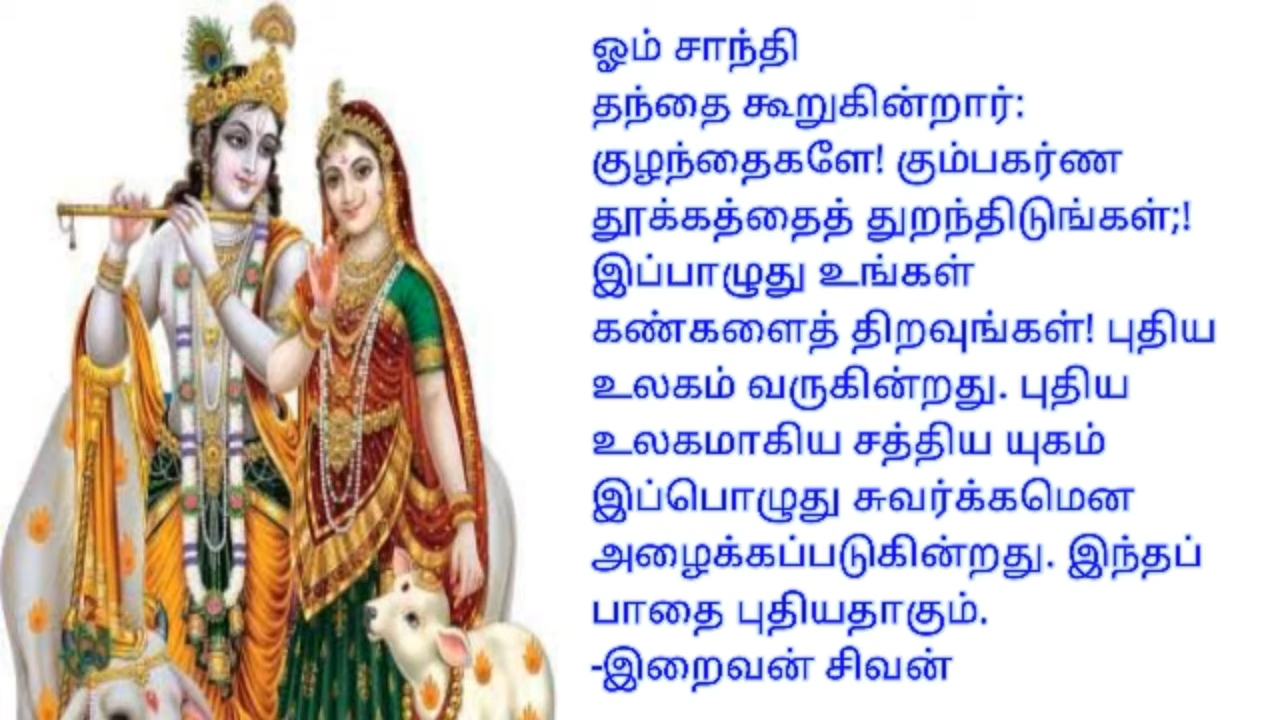 ஓம் சாந்தி
தந்தை கூறுகின்றார்:
குழந்தைகளே! கும்பகர்ண
தூக்கத்தைத் துறந்திடுங்கள்;!
இப்பாழுது உங்கள்
கண்களைத் திறவுங்கள்! புதிய
உலகம் வருகின்றது. புதிய
உலகமாகிய சத்திய யுகம்
இப்பொழுது சுவர்க்கமென
அழைக்கப்படுகின்றது. இந்தப்
பாதை புதியதாகும்.
-இறைவன் சிவன்